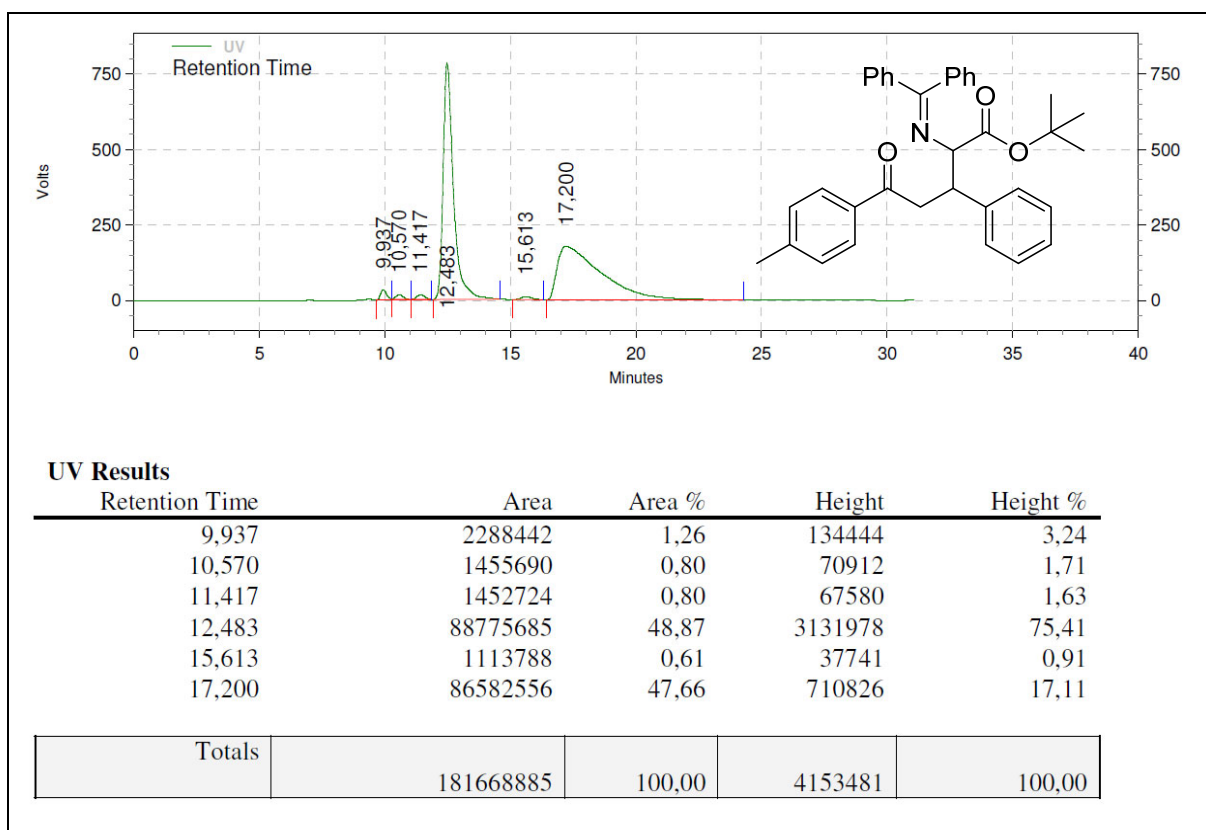 UV
Retention Time
750
500
250
0
Volts
9,937
10,570
11,417
12,483
15,613
17,200
Ph Ph
O
N
O
O
750
500
250
0
0 5 10 15 20 25 30 35 40
Minutes
UV Results
Retention Time Area Area % Height Height %
9,937 2288442 1,26 134444 3,24
10,570 1455690 0,80 70912 1,71
11,417 1452724 0,80 67580 1,63
12,483 88775685 48,87 3131978 75,41
15,613 1113788 0,61 37741 0,91
17,200 86582556 47,66 710826 17,11
Totals
181668885 100,00 4153481 100,00